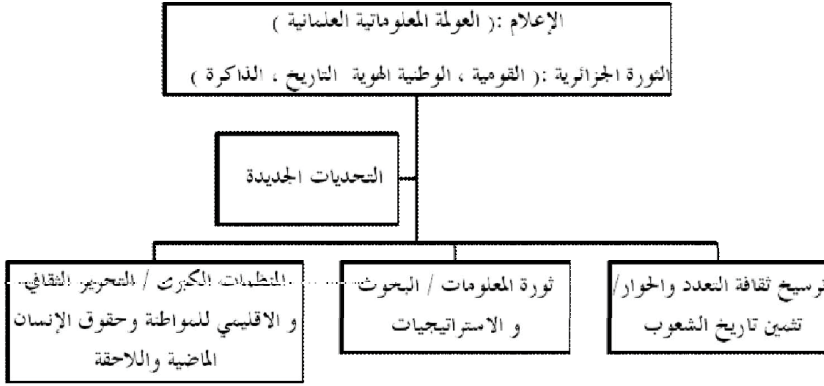 الإعلام :( العولمة المعلوماتية العلمانية )
الثورة الجزائرية :( القومية ، الوطنية الهوية التاريخ ، الذاكرة )
التحديات الجديدة
ترسيخ ثقافة التعدد والحوار/
تثمين تاريخ الشعوب
ثورة المعلومات / البحوث
و الاستراتيجيات
المنظمات الكبرى / التحرير الثقافي
و الاقليمي للمواطنة وحقوق الإنسان
الماضية واللاحقة